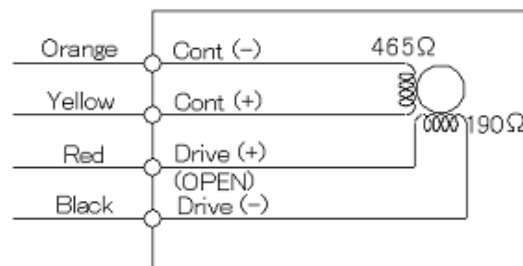 Orange Cont (-) 465Ω
Yellow Cont (+)
190Ω
Red Drive (+)
(OPEN)
Black Drive (-)